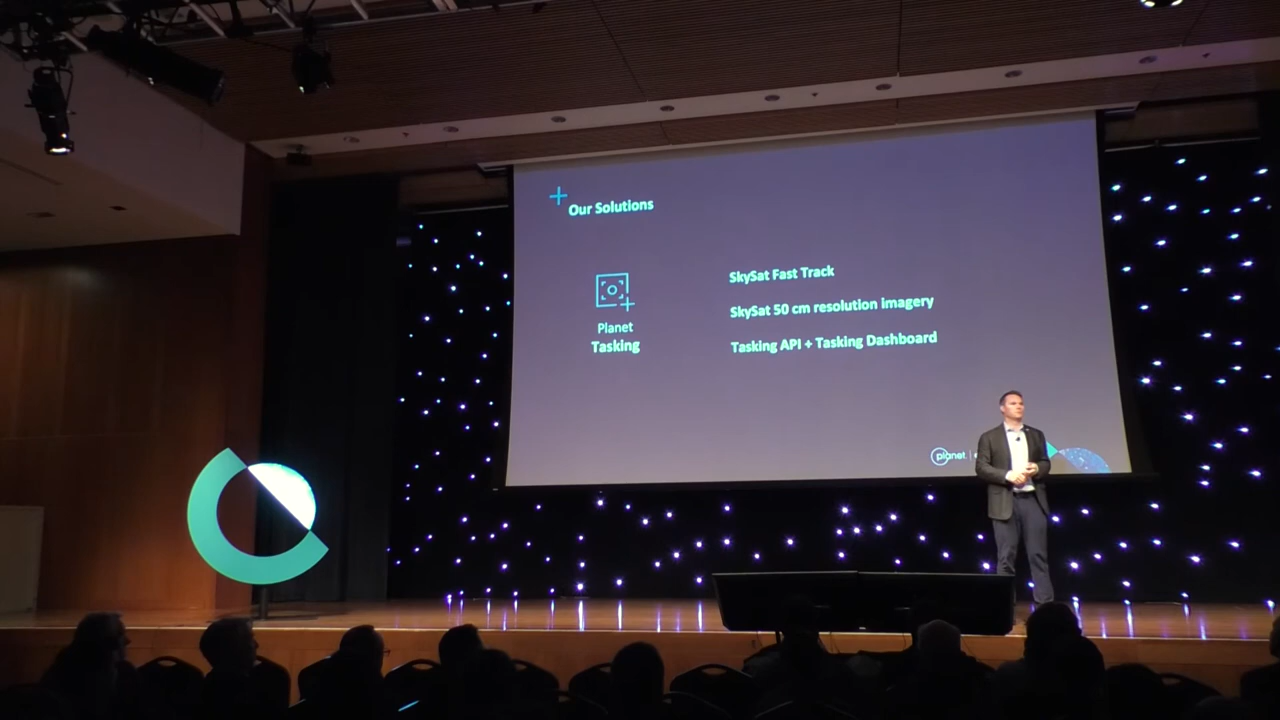 Our Solutions
Planet
Tasking
SkySat Fast Track
SkySat 50 cm resolution imagery
Tasking API + Tasking Dashboard
planet